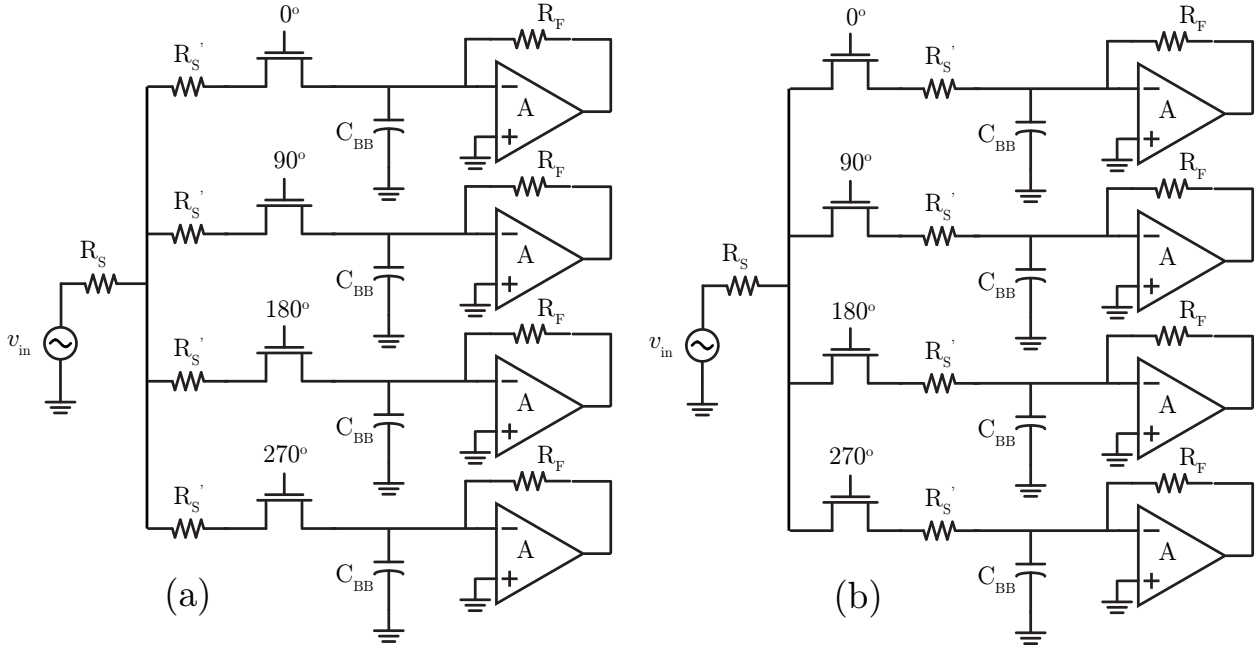 0° R_F
R_S' A
C_BB
90° R_F
R_S' A
R_S C_BB
v_in 180° R_F
R_S' A
C_BB
270° R_F
R_S' A
C_BB
(a)
0° R_F
R_S' A
C_BB
90° R_F
R_S' A
R_S C_BB
v_in 180° R_F
R_S' A
C_BB
270° R_F
R_S' A
C_BB
(b)